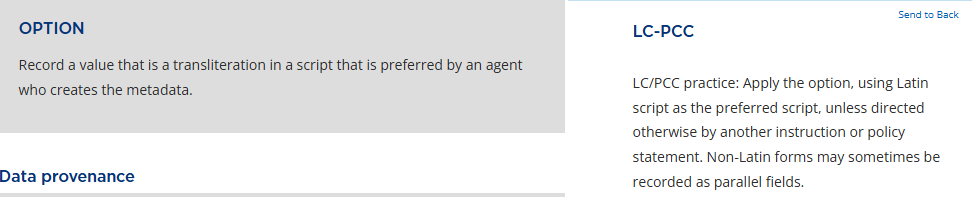 OPTION
Record a value that is a transliteration in a script that is preferred by an agent
who creates the metadata.
Data provenance
Send to Back
LC-PCC
LC/PCC practice: Apply the option, using Latin
script as the preferred script, unless directed
otherwise by another instruction or policy
statement. Non-Latin forms may sometimes be
recorded as parallel fields.